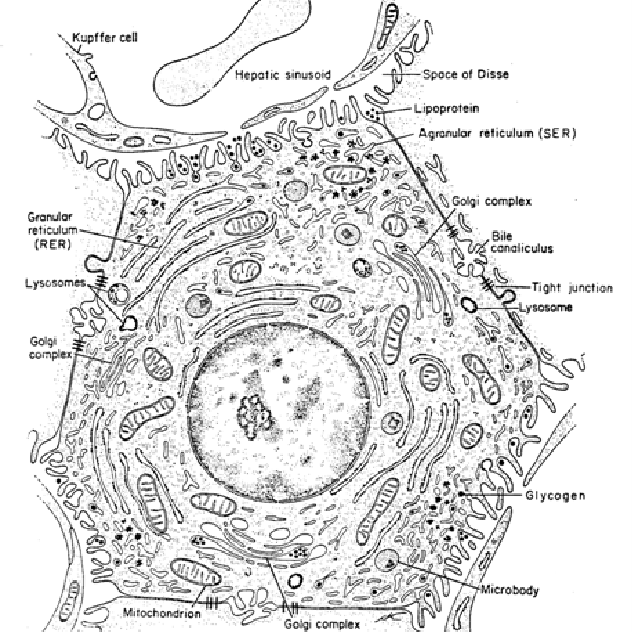 Kupffer cell
Hepatic sinusoid
Space of Disse
Lipoprotein
Agranular reticulum (SER)
Golgi complex
Granular
reticulum
(RER)
Bile
canaliculus
Lysosomes
Tight junction
Lysosome
Golgi
complex
Glycogen
Microbody
Mitochondrion
Golgi complex